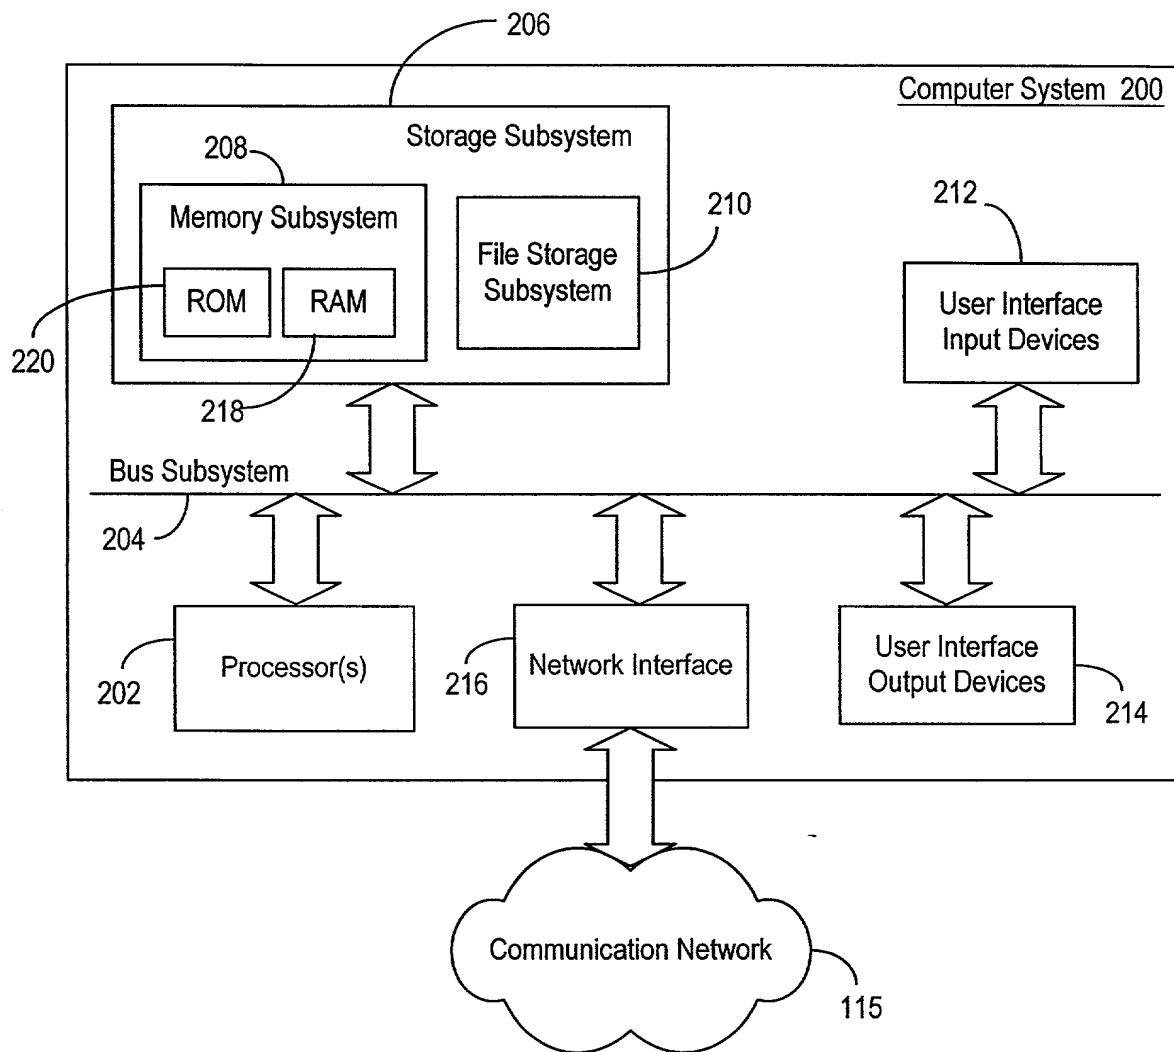 206
Computer System 200
Storage Subsystem
208
Memory Subsystem
210
212
File Storage
Subsystem
ROM
RAM
User Interface
Input Devices
220
218
Bus Subsystem
204
Processor(s)
202
Network Interface
216
User Interface
Output Devices
214
Communication Network
115